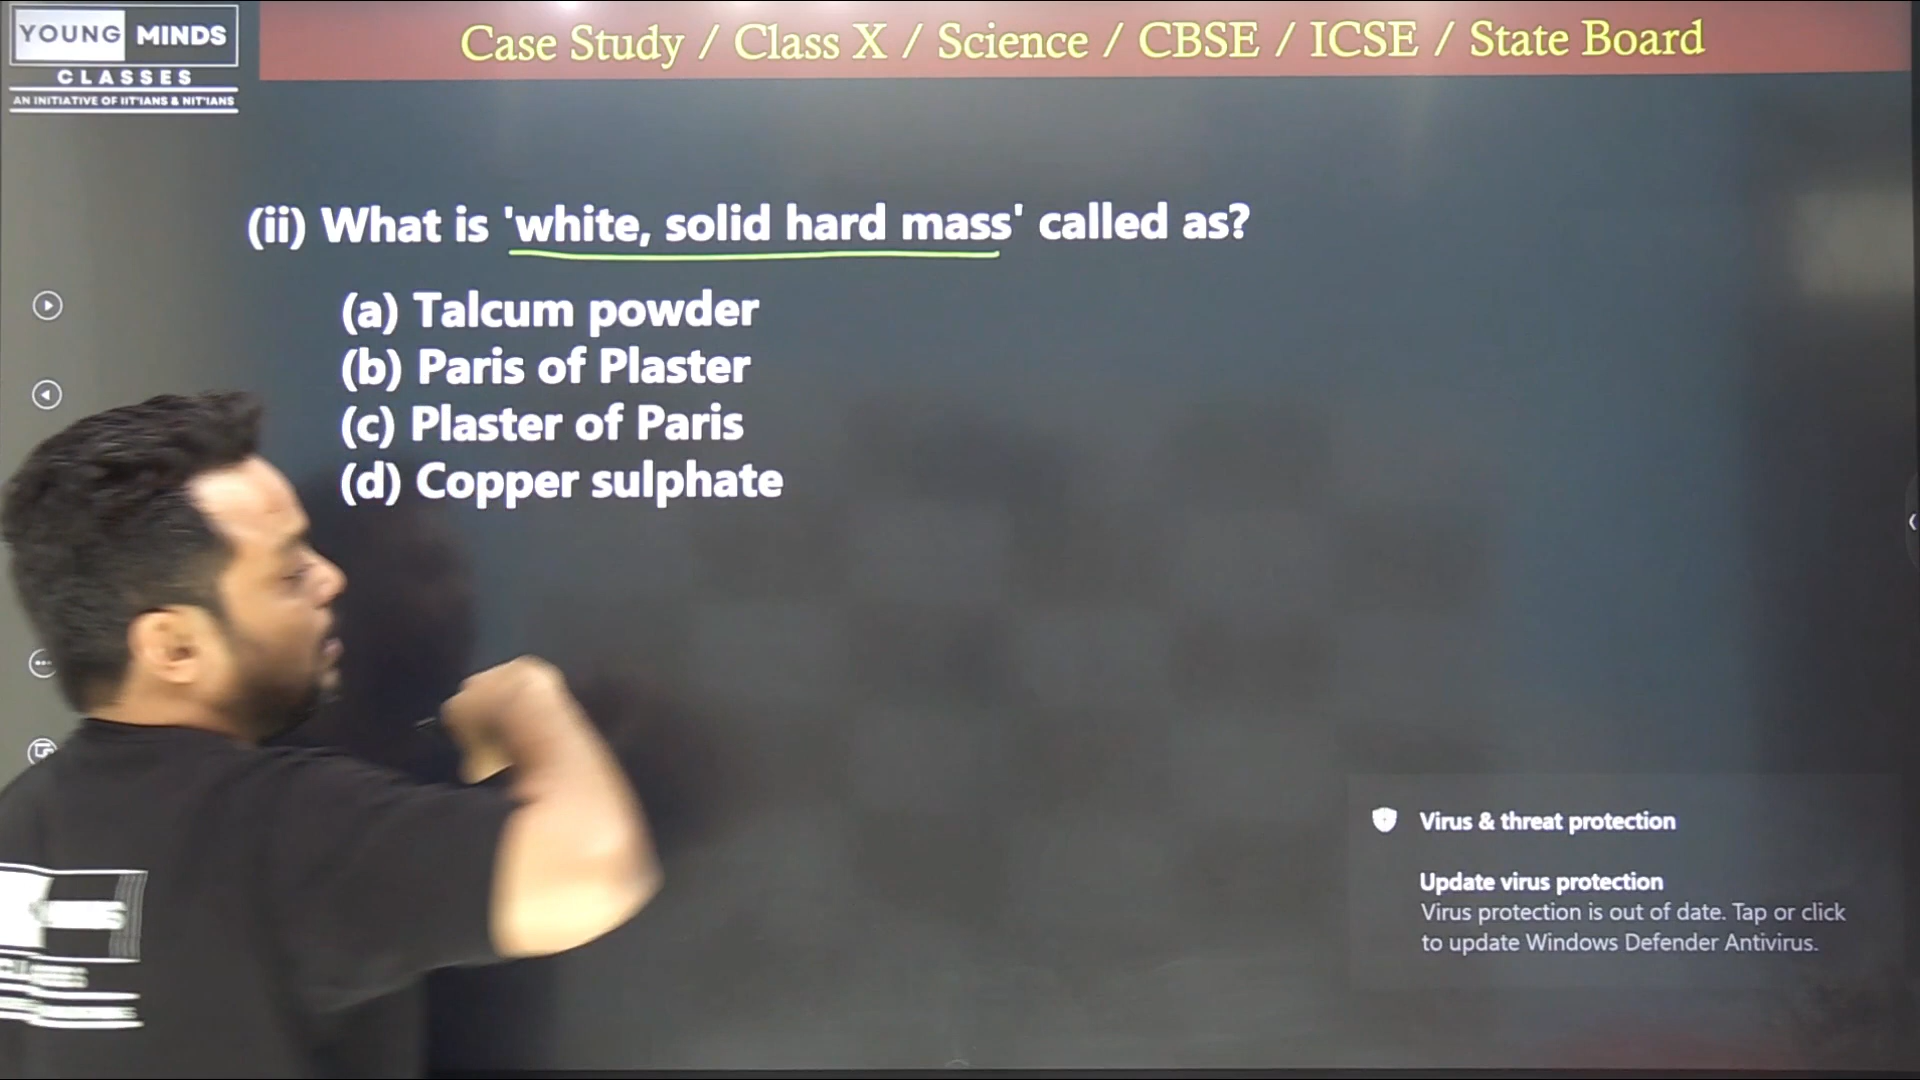 YOUNG MINDS
CLASSES
AN INITIATIVE OF IIT'IANS & NIT'IANS
Case Study / Class X / Science / CBSE / ICSE / State Board
(ii) What is 'white, solid hard mass' called as?
(a) Talcum powder
(b) Paris of Plaster
(c) Plaster of Paris
(d) Copper sulphate
Virus & threat protection
Update virus protection
Virus protection is out of date. Tap or click
to update Windows Defender Antivirus.